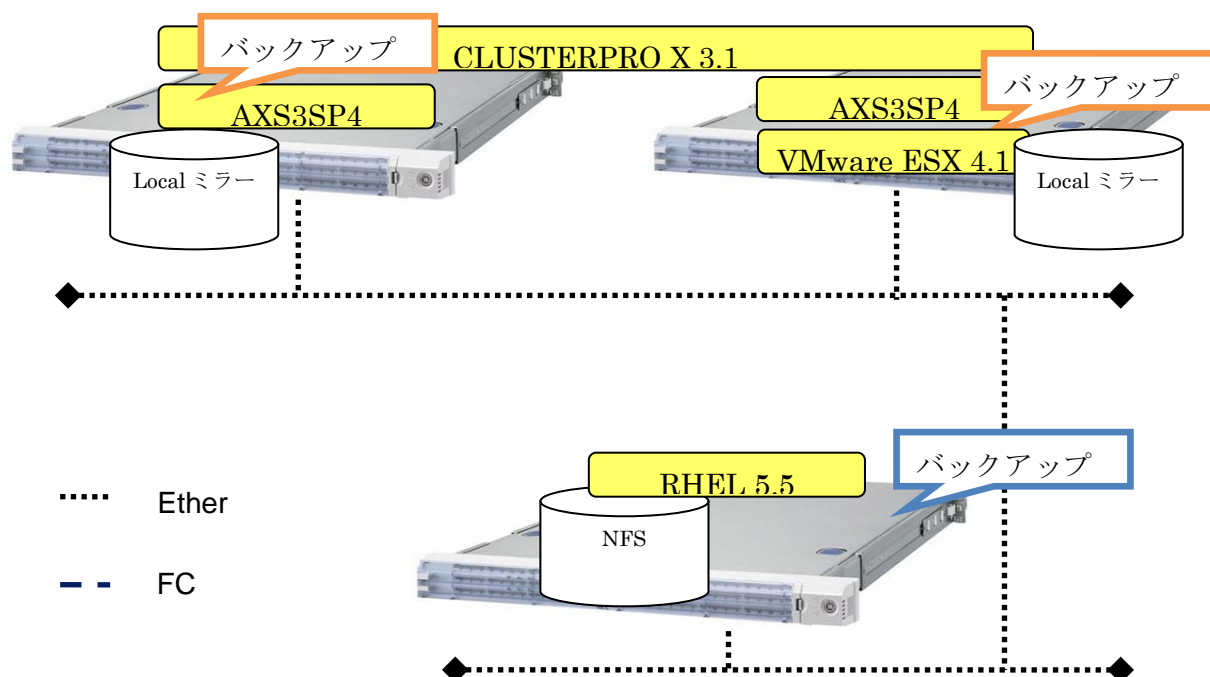 バックアップ
CLUSTERPRO X 3.1
バックアップ
AXS3SP4
AXS3SP4
VMware ESX 4.1
Local ミラー
Local ミラー
バックアップ
RHEL 5.5
Ether
NFS
FC